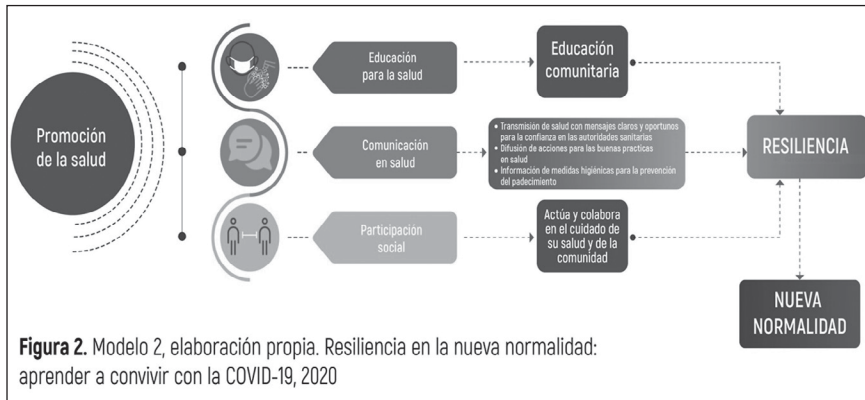 Promoción
de la salud
Educación
para la salud
Educación
comunitaria
Comunicación
en salud
• Transmisión de salud con mensajes claros y oportunos
para la confianza en las autoridades sanitarias
• Difusión de acciones para las buenas practicas
en salud
• Información de medidas higiénicas para la prevención
del padecimiento
RESILIENCIA
Participación
social
Actúa y colabora
en el cuidado de
su salud y de la
comunidad
NUEVA
NORMALIDAD
Figura 2. Modelo 2, elaboración propia. Resiliencia en la nueva normalidad:
aprender a convivir con la COVID-19, 2020